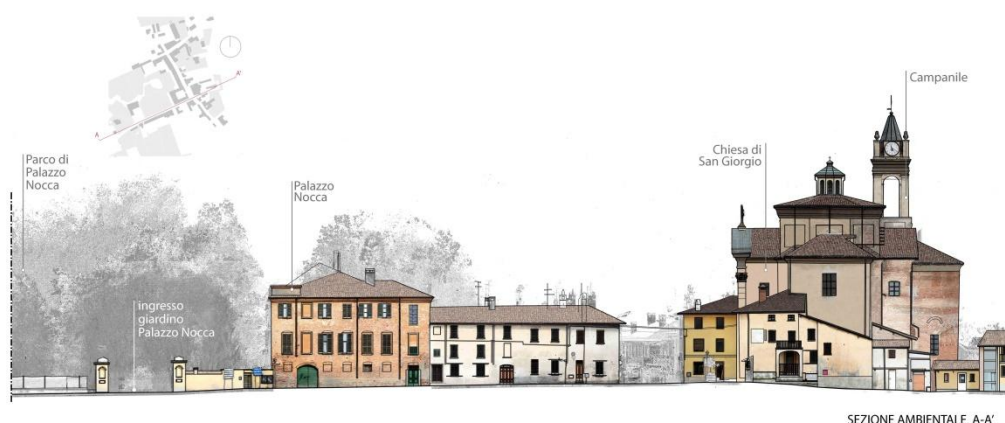 A
A'
Campanile
Chiesa di
San Giorgio
Parco di
Palazzo
Nocca
Palazzo
Nocca
ingresso
giardino
Palazzo Nocca
SEZIONE AMBIENTALE A-A'